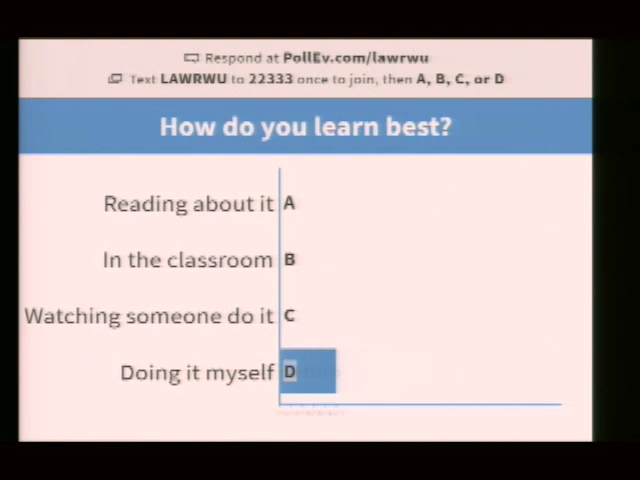 Respond at PollEv.com/lawrwu
Text LAWRWU to 22333 once to join, then A, B, C, or D
How do you learn best?
Reading about it A
In the classroom B
Watching someone do it C
Doing it myself D